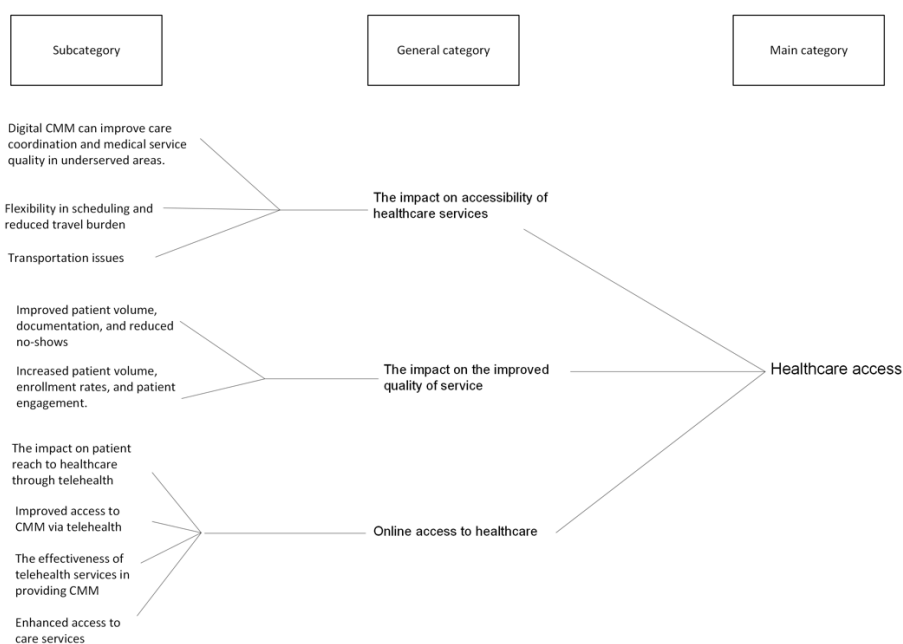 Subcategory
General category
Main category
Digital CMM can improve care
coordination and medical service
quality in underserved areas.
Flexibility in scheduling and
reduced travel burden
Transportation issues
The impact on accessibility of
healthcare services
Improved patient volume,
documentation, and reduced
no-shows
Increased patient volume,
enrollment rates, and patient
engagement.
The impact on the improved
quality of service
Healthcare access
The impact on patient
reach to healthcare
through telehealth
Improved access to
CMM via telehealth
The effectiveness of
telehealth services in
providing CMM
Enhanced access to
care services
Online access to healthcare